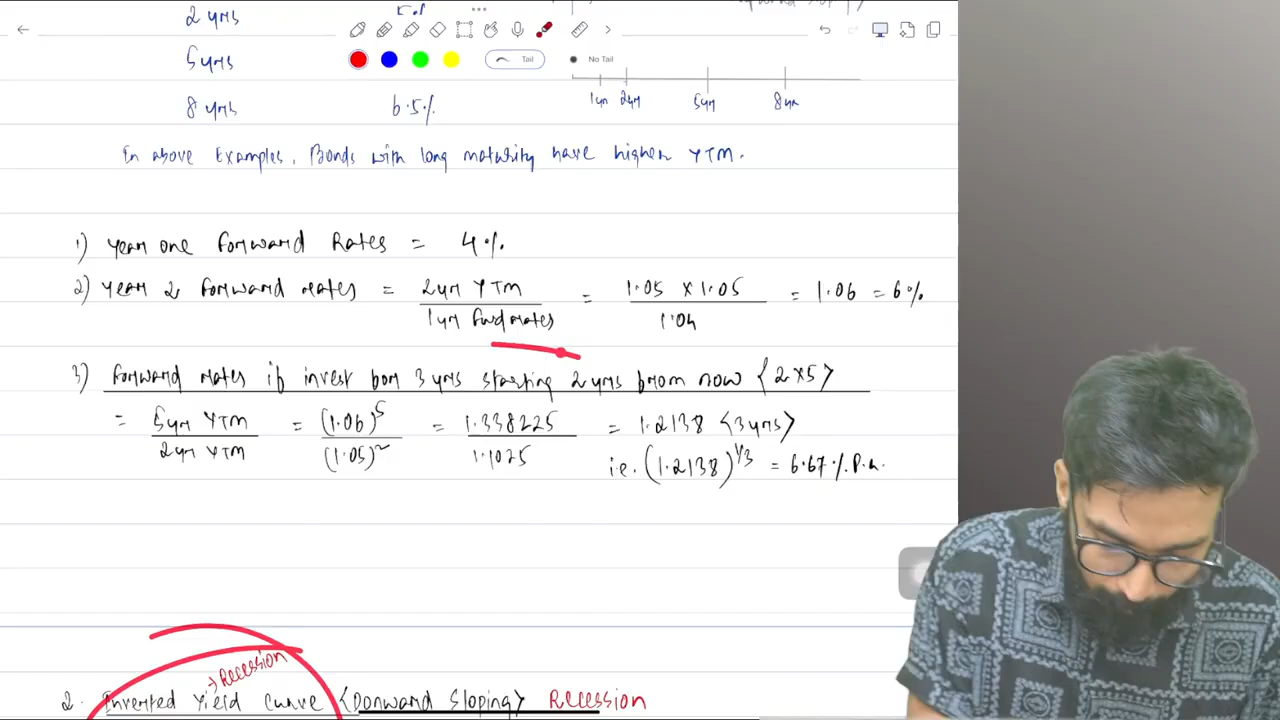 2 yrs
Tail
No Tail
5 yrs
1yr 2yr 5yr 8yr
8 yrs 6.5%
In above Examples, Bonds with long maturity have higher YTM.
1) Year one forward Rates = 4%
2) Year 2 forward rates = 2yr YTM / 1yr fwd rates = 1.05 x 1.05 / 1.04 = 1.06 = 6%
3) forward rates if invest for 3 yrs starting 2 yrs from now <2x5>
= 5yr YTM / 2yr YTM = (1.06)^5 / (1.05)^2 = 1.338225 / 1.1025 = 1.2138 <3yrs>
i.e. (1.2138)^1/3 = 6.67% P.a.
→ Recession
2. Inverted Yield Curve <Donward Sloping> Recession